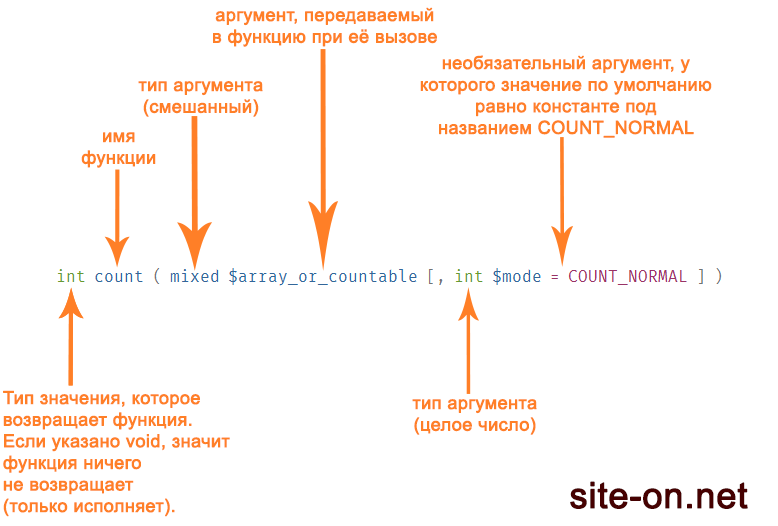 аргумент, передаваемый
в функцию при её вызове
необязательный аргумент, у
которого значение по умолчанию
равно константе под
названием COUNT_NORMAL
тип аргумента
(смешанный)
имя
функции
int count ( mixed $array_or_countable [, int $mode = COUNT_NORMAL ] )
Тип значения, которое
возвращает функция.
Если указано void, значит
функция ничего
не возвращает
(только исполняет).
тип аргумента
(целое число)
site-on.net